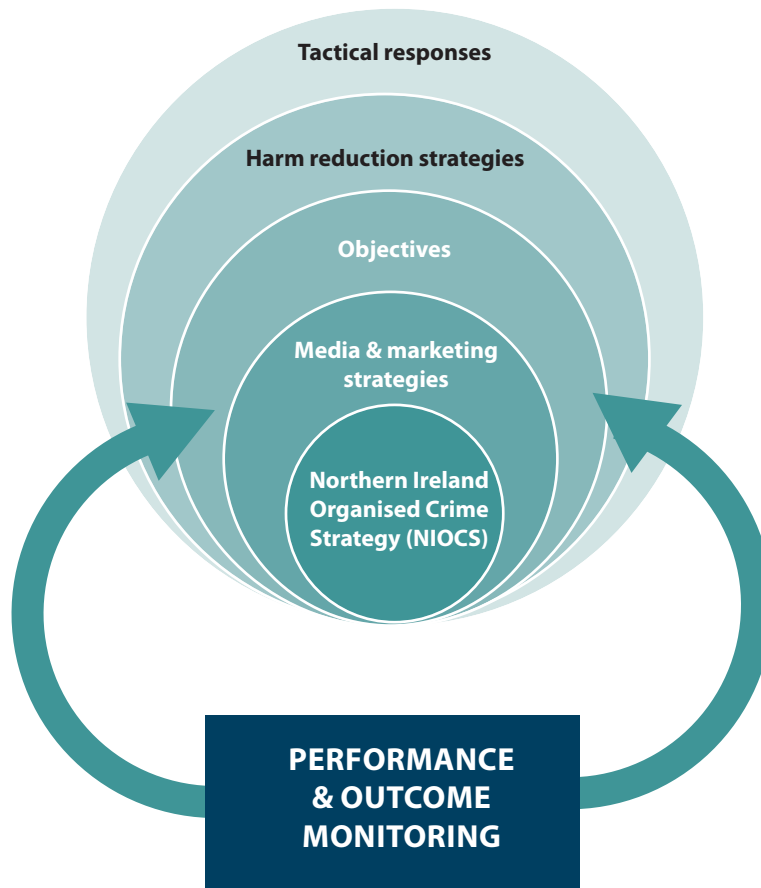 Tactical responses
Harm reduction strategies
Objectives
Media & marketing
strategies
Northern Ireland
Organised Crime
Strategy (NIOCS)
PERFORMANCE
& OUTCOME
MONITORING